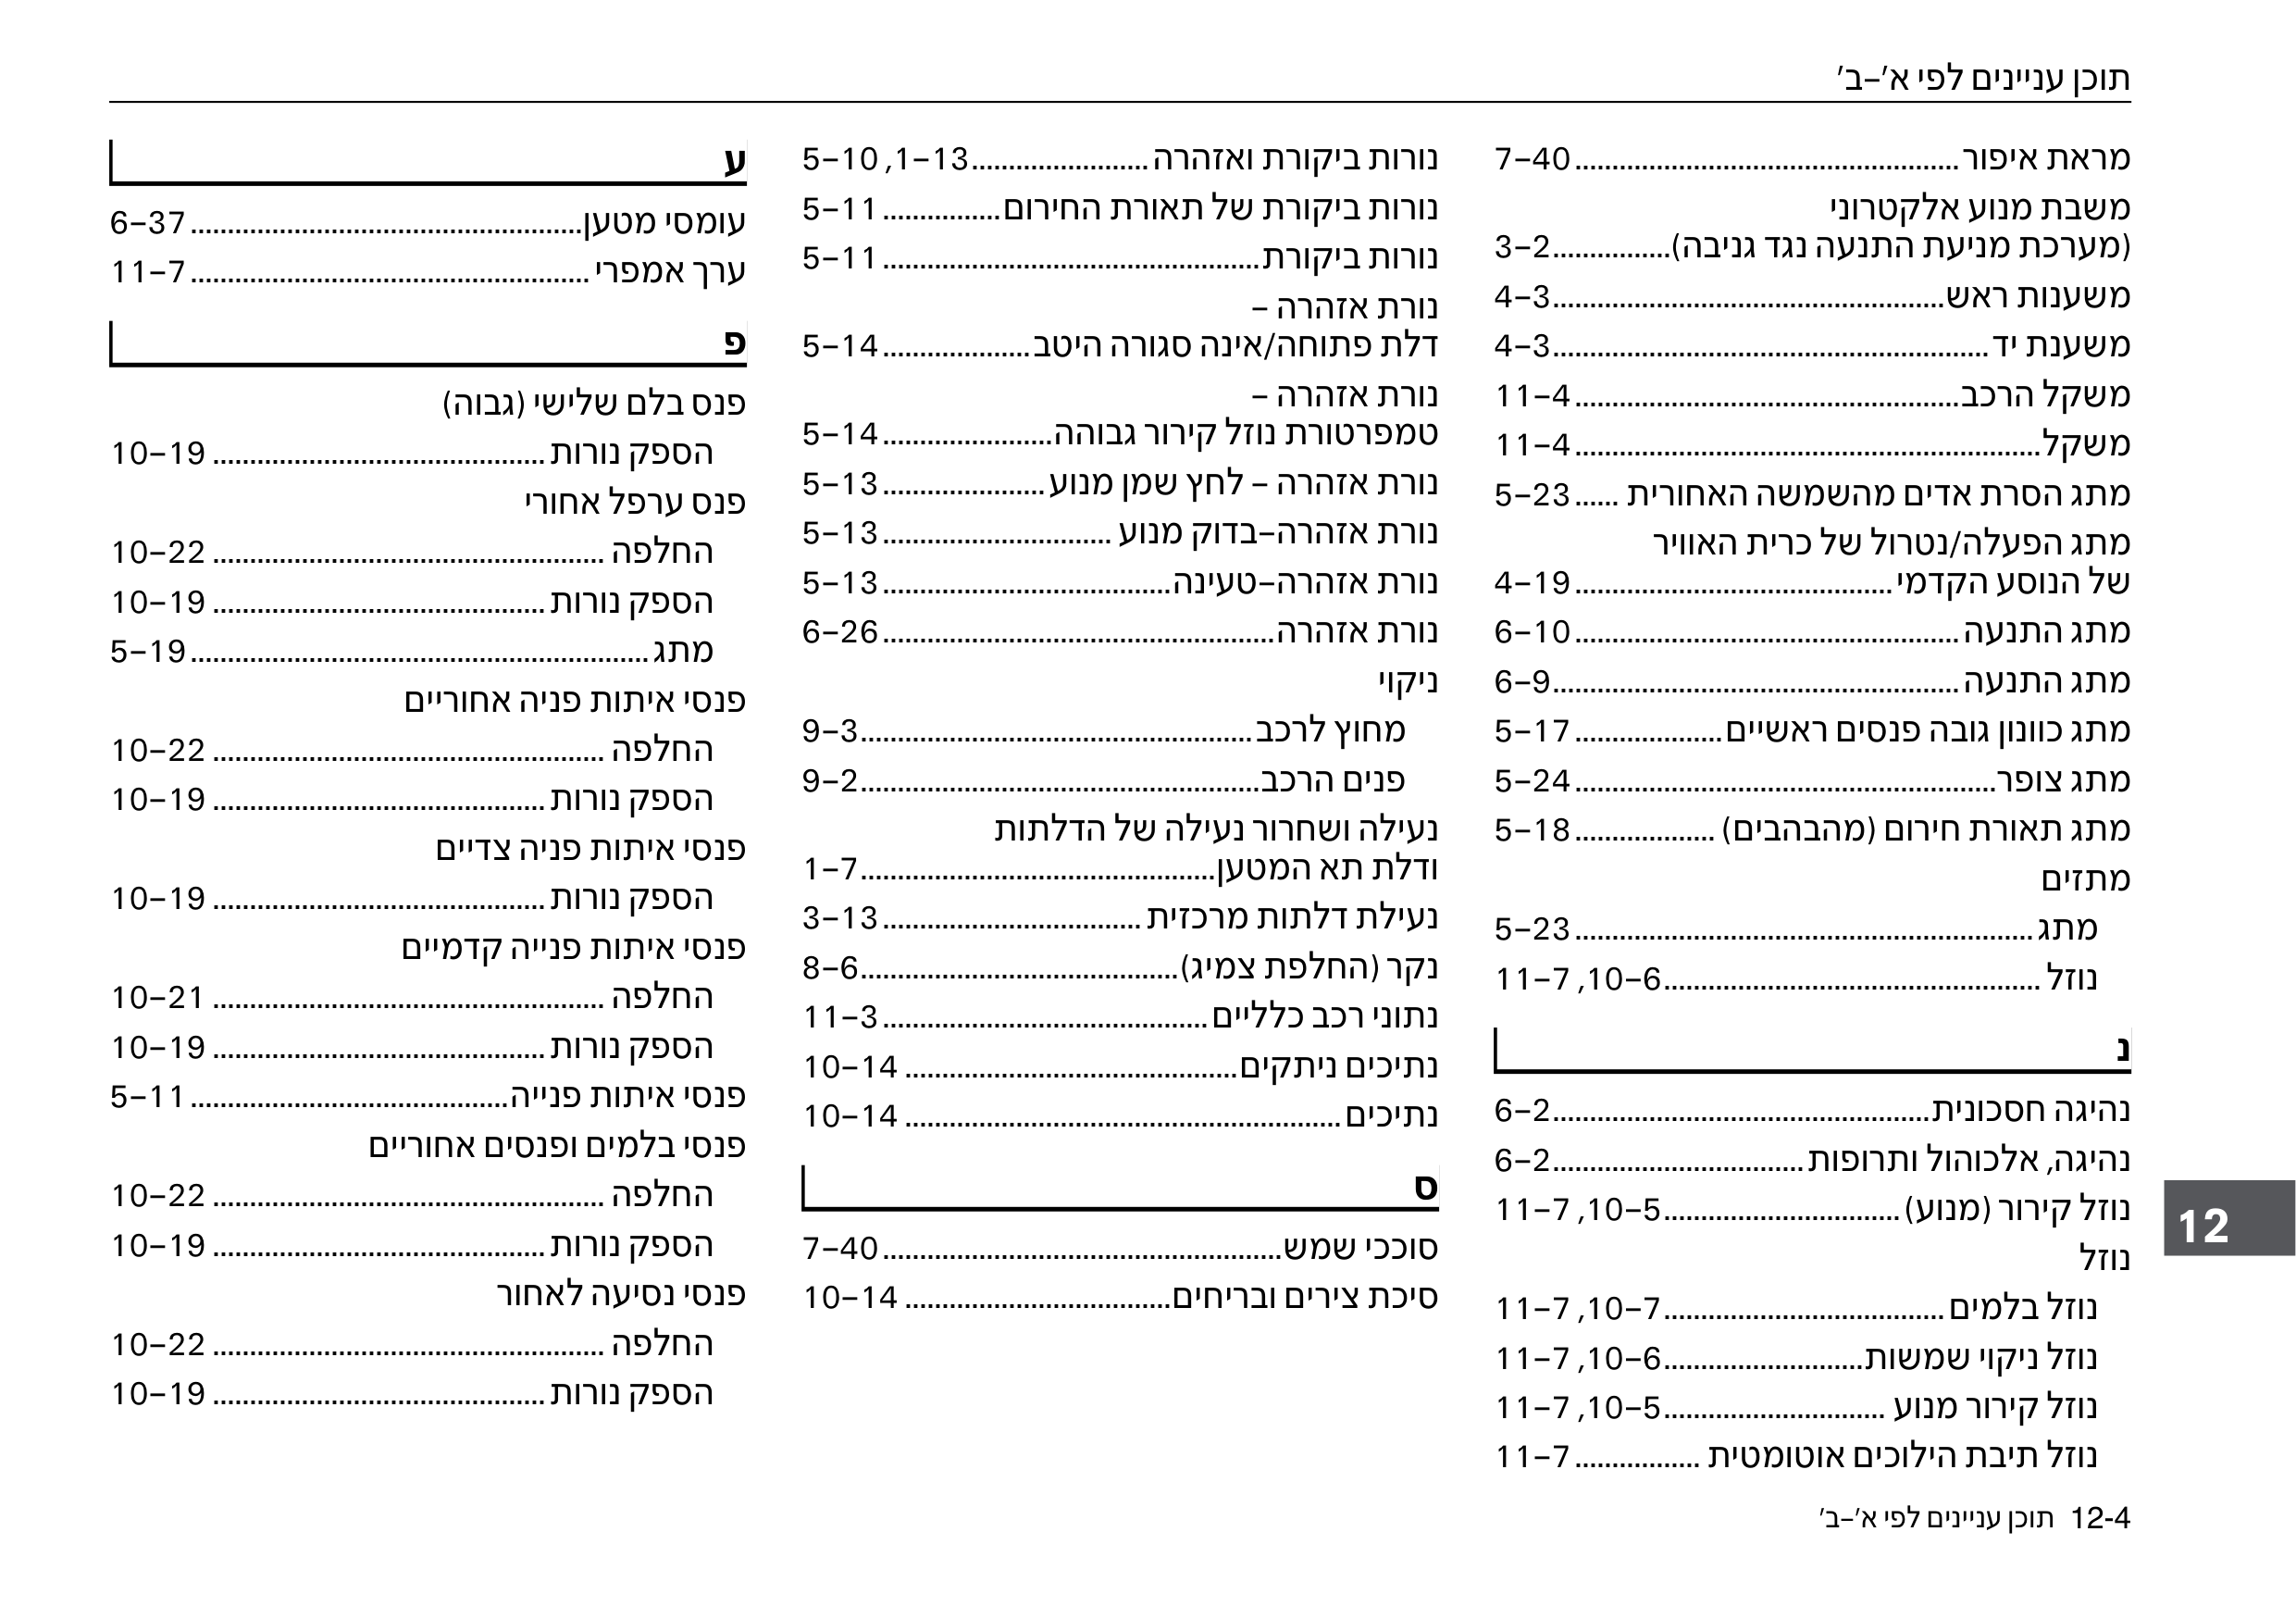 תוכן עניינים לפי א'–ב'
מראת איפור....................7–40
משבת מנוע אלקטרוני
(מערכת מניעת התנעה נגד גניבה)....................3–2
משענות ראש....................4–3
משענת יד....................4–3
משקל הרכב....................11–4
משקל....................11–4
מתג הסרת אדים מהשמשה האחורית ......5–23
מתג הפעלה/נטרול של כרית האוויר
של הנוסע הקדמי....................4–19
מתג התנעה....................6–10
מתג התנעה....................6–9
מתג כוונון גובה פנסים ראשיים....................5–17
מתג צופר....................5–24
מתג תאורת חירום (מהבהבים) ....................5–18
מתזים
מתג....................5–23
נוזל....................10–6, 11–7
נ
נהיגה חסכונית....................6–2
נהיגה, אלכוהול ותרופות....................6–2
נוזל קירור (מנוע)....................10–5, 11–7
נוזל
נוזל בלמים....................10–7, 11–7
נוזל ניקוי שמשות....................10–6, 11–7
נוזל קירור מנוע ....................10–5, 11–7
נוזל תיבת הילוכים אוטומטית ....................11–7
נורות ביקורת ואזהרה....................1–13, 5–10
נורות ביקורת של תאורת החירום....................5–11
נורות ביקורת....................5–11
נורת אזהרה –
דלת פתוחה/אינה סגורה היטב....................5–14
נורת אזהרה –
טמפרטורת נוזל קירור גבוהה....................5–14
נורת אזהרה – לחץ שמן מנוע....................5–13
נורת אזהרה–בדוק מנוע ....................5–13
נורת אזהרה–טעינה....................5–13
נורת אזהרה....................6–26
ניקוי
מחוץ לרכב....................9–3
פנים הרכב....................9–2
נעילה ושחרור נעילה של הדלתות
ודלת תא המטען....................1–7
נעילת דלתות מרכזית....................3–13
נקר (החלפת צמיג)....................8–6
נתוני רכב כלליים....................11–3
נתיכים ניתקים....................10–14
נתיכים....................10–14
ס
סוככי שמש....................7–40
סיכת צירים ובריחים....................10–14
ע
עומסי מטען....................6–37
ערך אמפרי....................11–7
פ
פנס בלם שלישי (גבוה)
הספק נורות....................10–19
פנס ערפל אחורי
החלפה....................10–22
הספק נורות....................10–19
מתג....................5–19
פנסי איתות פניה אחוריים
החלפה....................10–22
הספק נורות....................10–19
פנסי איתות פניה צדיים
הספק נורות....................10–19
פנסי איתות פנייה קדמיים
החלפה....................10–21
הספק נורות....................10–19
פנסי איתות פנייה....................5–11
פנסי בלמים ופנסים אחוריים
החלפה....................10–22
הספק נורות....................10–19
פנסי נסיעה לאחור
החלפה....................10–22
הספק נורות....................10–19
12
12-4 תוכן עניינים לפי א'–ב'